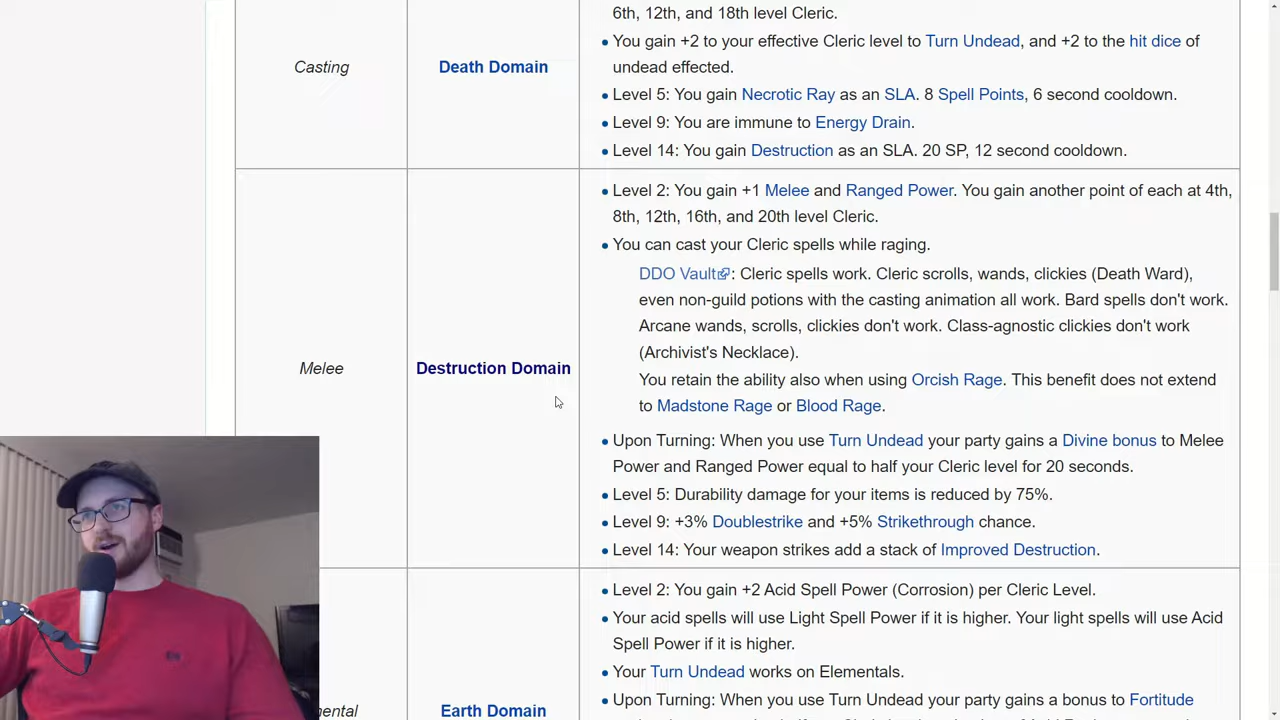 6th, 12th, and 18th level Cleric.
• You gain +2 to your effective Cleric level to Turn Undead, and +2 to the hit dice of
undead effected.
Casting
Death Domain
• Level 5: You gain Necrotic Ray as an SLA. 8 Spell Points, 6 second cooldown.
• Level 9: You are immune to Energy Drain.
• Level 14: You gain Destruction as an SLA. 20 SP, 12 second cooldown.
• Level 2: You gain +1 Melee and Ranged Power. You gain another point of each at 4th,
8th, 12th, 16th, and 20th level Cleric.
• You can cast your Cleric spells while raging.
DDO Vault: Cleric spells work. Cleric scrolls, wands, clickies (Death Ward),
even non-guild potions with the casting animation all work. Bard spells don't work.
Arcane wands, scrolls, clickies don't work. Class-agnostic clickies don't work
(Archivist's Necklace).
Melee
Destruction Domain
You retain the ability also when using Orcish Rage. This benefit does not extend
to Madstone Rage or Blood Rage.
• Upon Turning: When you use Turn Undead your party gains a Divine bonus to Melee
Power and Ranged Power equal to half your Cleric level for 20 seconds.
• Level 5: Durability damage for your items is reduced by 75%.
• Level 9: +3% Doublestrike and +5% Strikethrough chance.
• Level 14: Your weapon strikes add a stack of Improved Destruction.
• Level 2: You gain +2 Acid Spell Power (Corrosion) per Cleric Level.
• Your acid spells will use Light Spell Power if it is higher. Your light spells will use Acid
Spell Power if it is higher.
• Your Turn Undead works on Elementals.
• Upon Turning: When you use Turn Undead your party gains a bonus to Fortitude
mental
Earth Domain